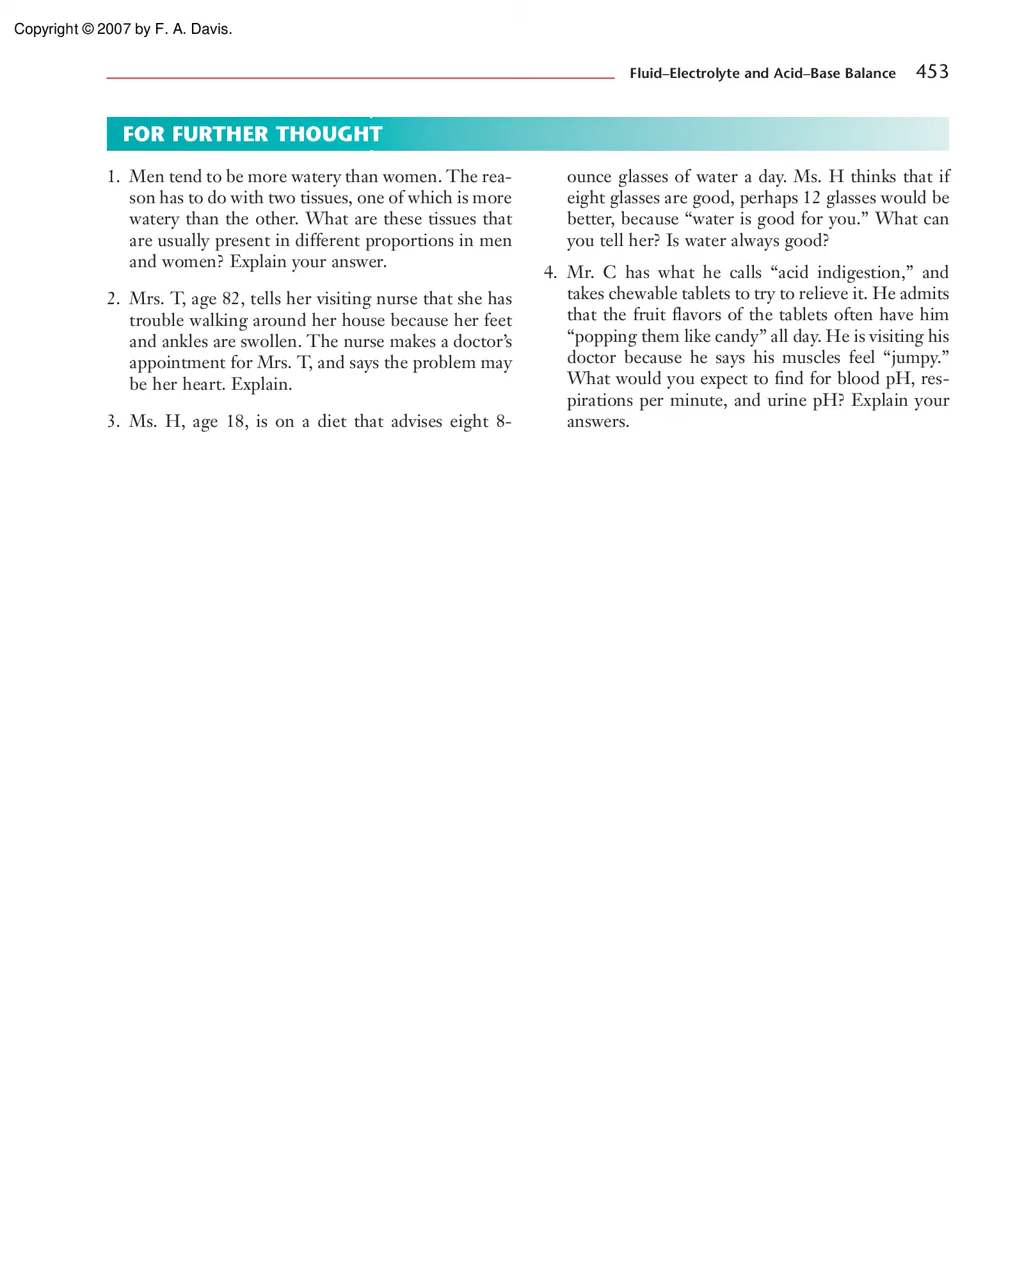 Copyright © 2007 by F. A. Davis.
Fluid–Electrolyte and Acid–Base Balance 453
FOR FURTHER THOUGHT
1. Men tend to be more watery than women. The rea-
son has to do with two tissues, one of which is more
watery than the other. What are these tissues that
are usually present in different proportions in men
and women? Explain your answer.
2. Mrs. T, age 82, tells her visiting nurse that she has
trouble walking around her house because her feet
and ankles are swollen. The nurse makes a doctor’s
appointment for Mrs. T, and says the problem may
be her heart. Explain.
3. Ms. H, age 18, is on a diet that advises eight 8-
ounce glasses of water a day. Ms. H thinks that if
eight glasses are good, perhaps 12 glasses would be
better, because “water is good for you.” What can
you tell her? Is water always good?
4. Mr. C has what he calls “acid indigestion,” and
takes chewable tablets to try to relieve it. He admits
that the fruit flavors of the tablets often have him
“popping them like candy” all day. He is visiting his
doctor because he says his muscles feel “jumpy.”
What would you expect to find for blood pH, res-
pirations per minute, and urine pH? Explain your
answers.